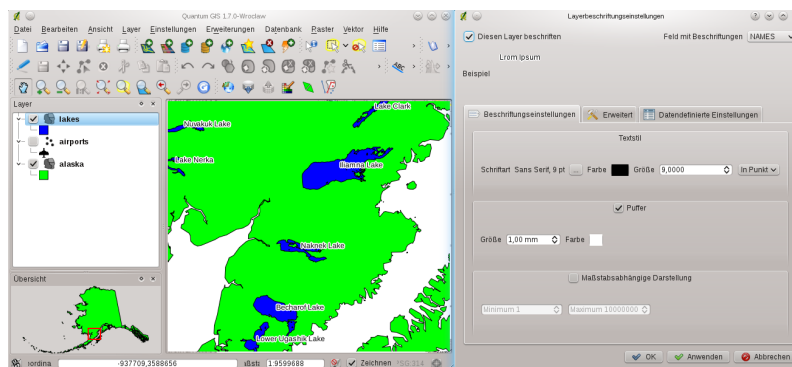 Quantum GIS 1.7.0-Wroclaw
Datei Bearbeiten Ansicht Layer Einstellungen Erweiterungen Datenbank Raster Vektor Hilfe
Layer
lakes
airports
alaska
Übersicht
Lake Clark
Nuvakuk Lake
Lake Nerka
Iliamna Lake
Naknek Lake
Becharof Lake
Lower Ugashik Lake
-937709,3588656
1:9599688
Zeichnen
Layerbeschriftungseinstellungen
Diesen Layer beschriften Feld mit Beschriftungen NAMES
Lrom Ipsum
Beispiel
Beschriftungseinstellungen Erweitert Datendefinierte Einstellungen
Textstil
Schriftart Sans Serif, 9 pt ... Farbe Größe 9,0000 In Punkt
Puffer
Größe 1,00 mm Farbe
Maßstabsabhängige Darstellung
Minimum 1 Maximum 10000000
OK Anwenden Abbrechen